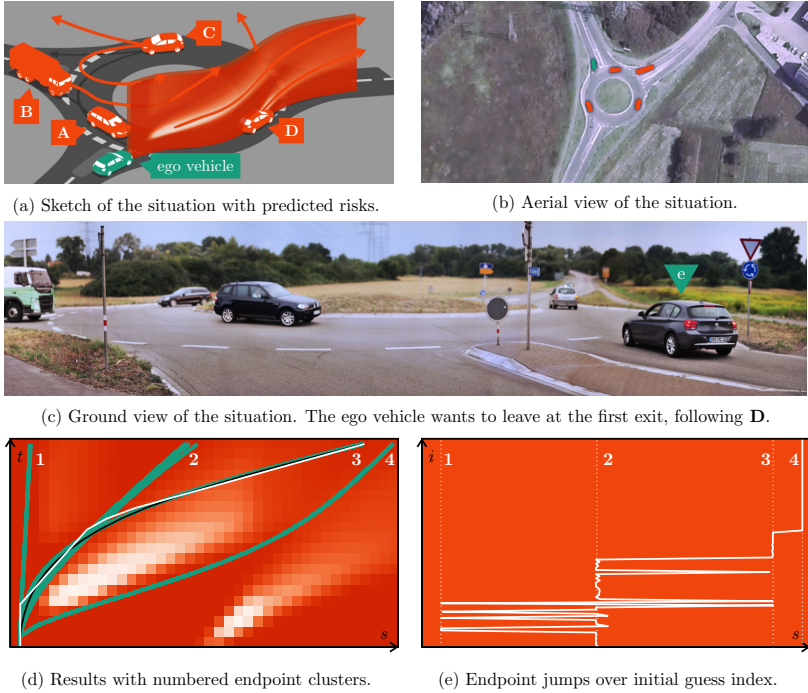 C
B
A
D
ego vehicle
(a) Sketch of the situation with predicted risks.
(b) Aerial view of the situation.
e
(c) Ground view of the situation. The ego vehicle wants to leave at the first exit, following D.
t
1
2
3
4
s
i
1
2
3
4
s
(d) Results with numbered endpoint clusters.
(e) Endpoint jumps over initial guess index.